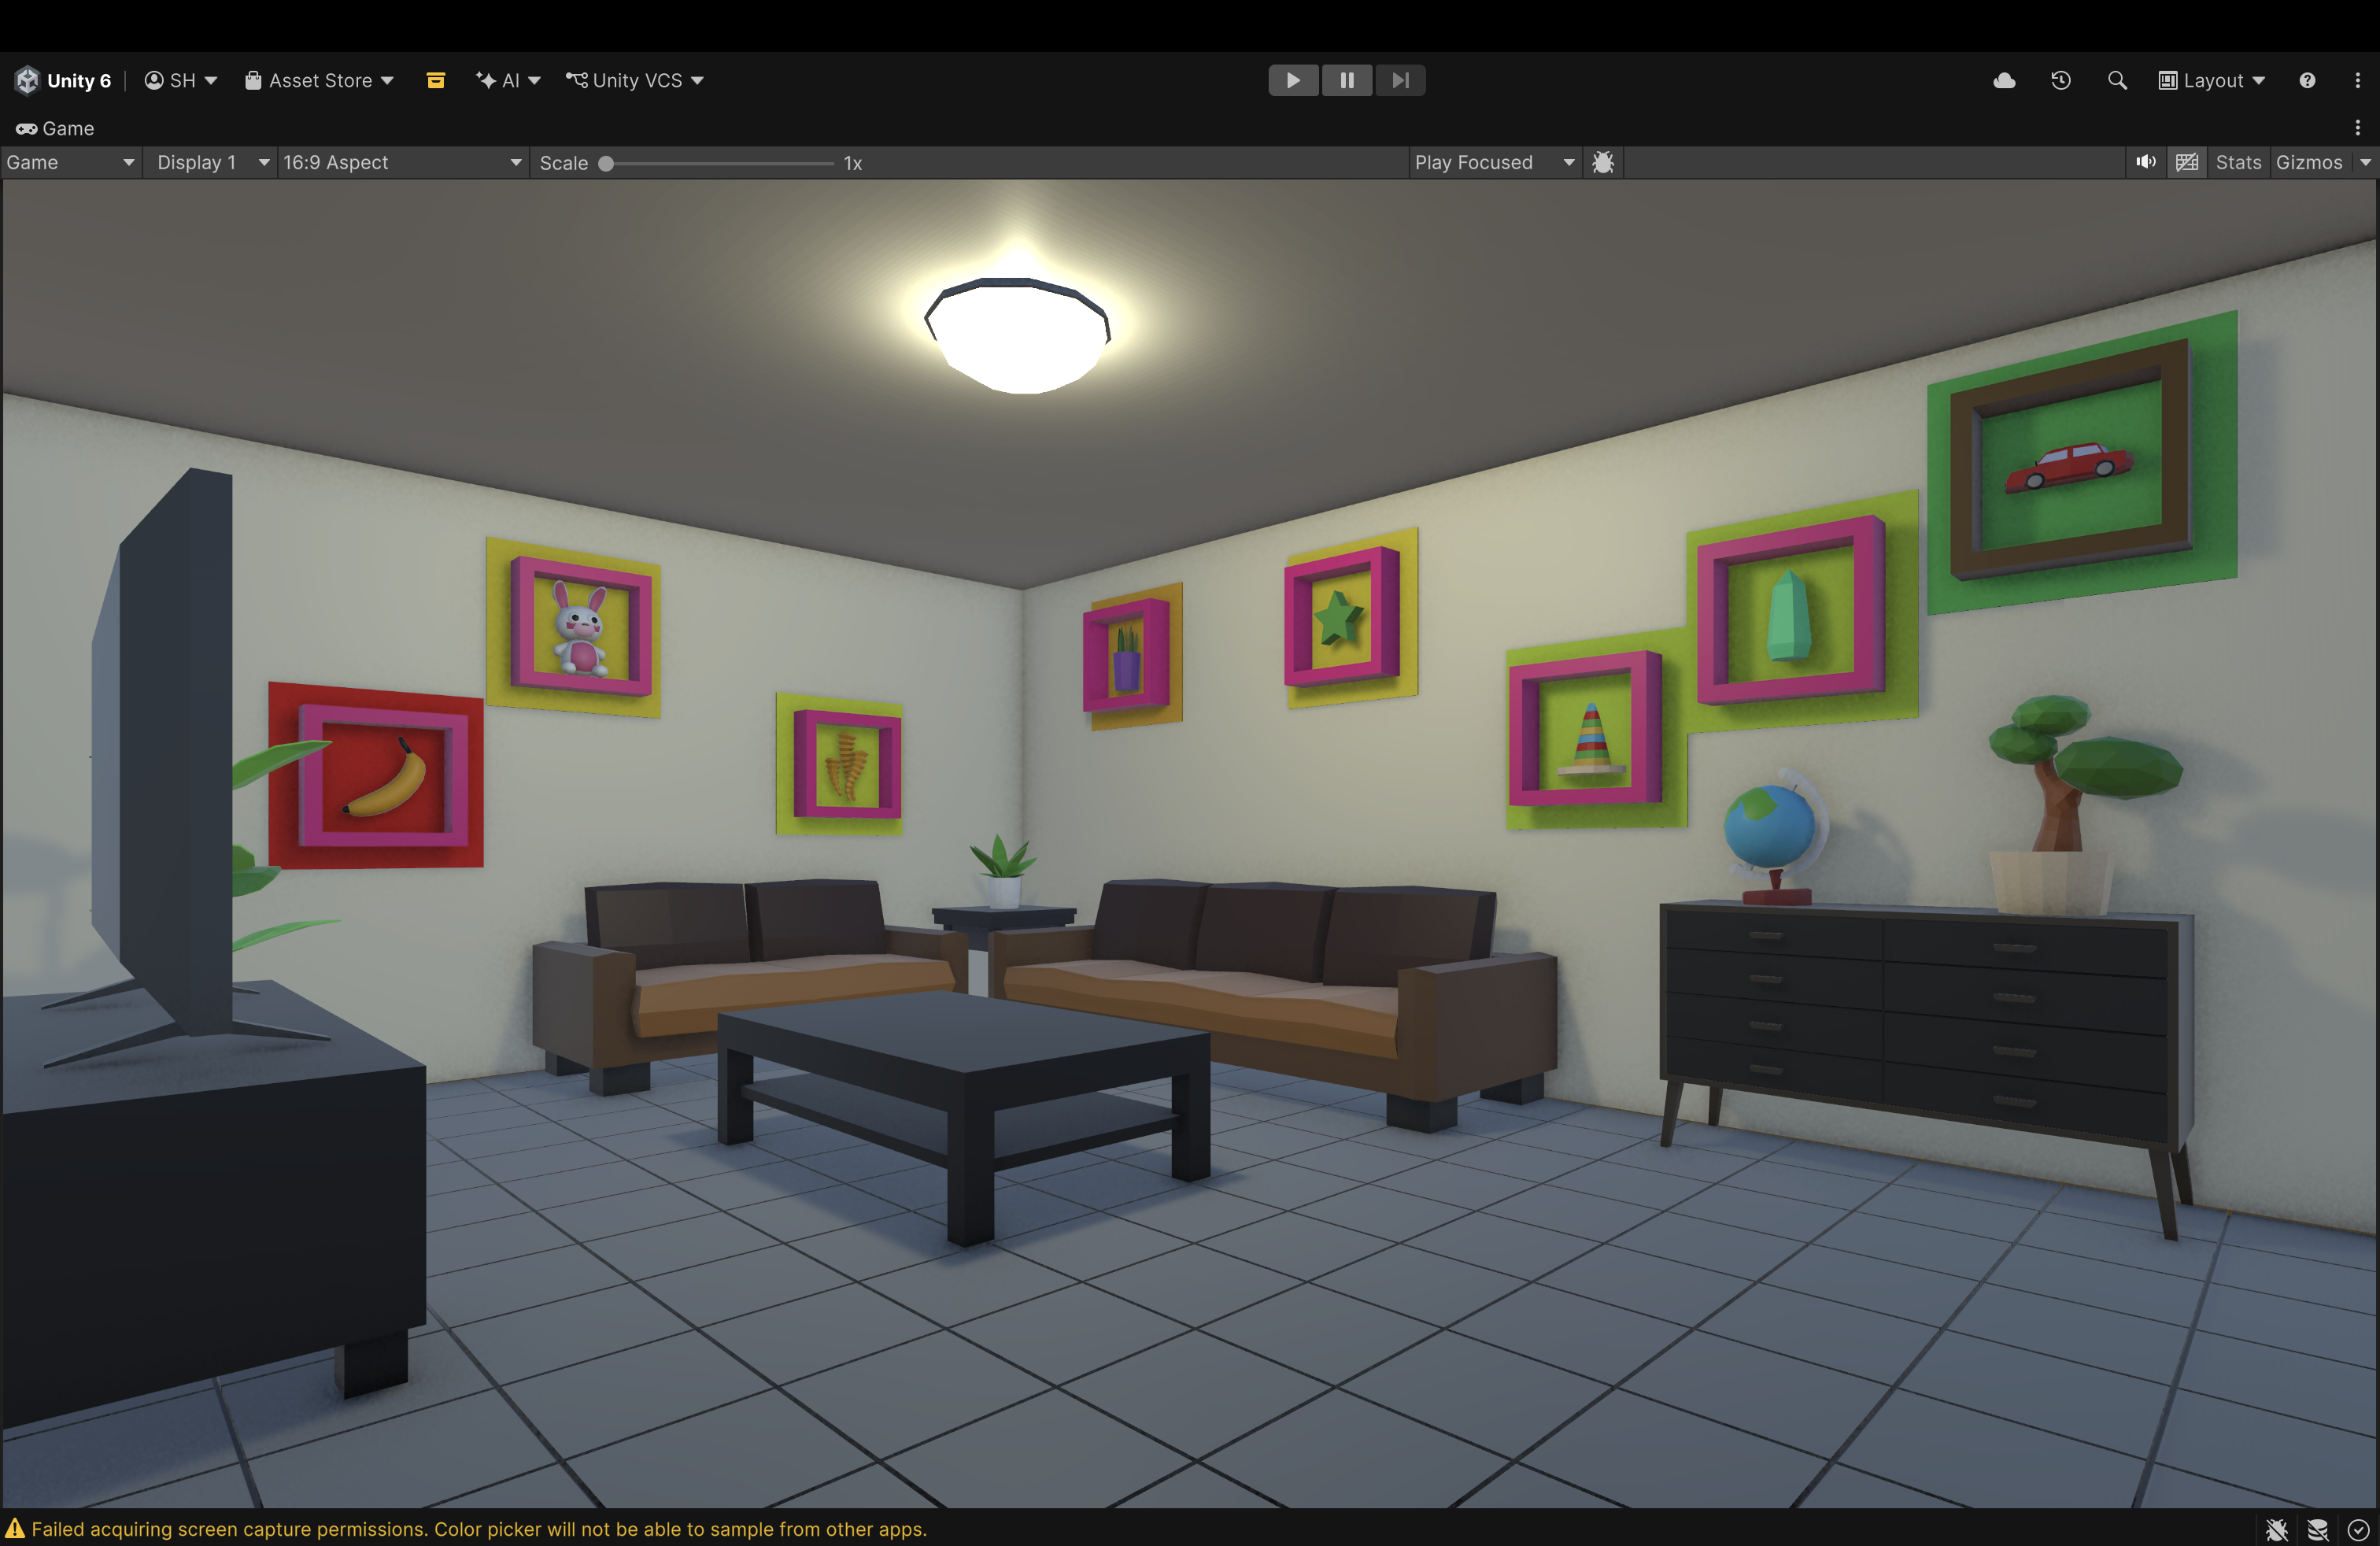 Unity 6 SH Asset Store AI Unity VCS Layout
Game
Game Display 1 16:9 Aspect Scale 1x Play Focused Stats Gizmos
Failed acquiring screen capture permissions. Color picker will not be able to sample from other apps.